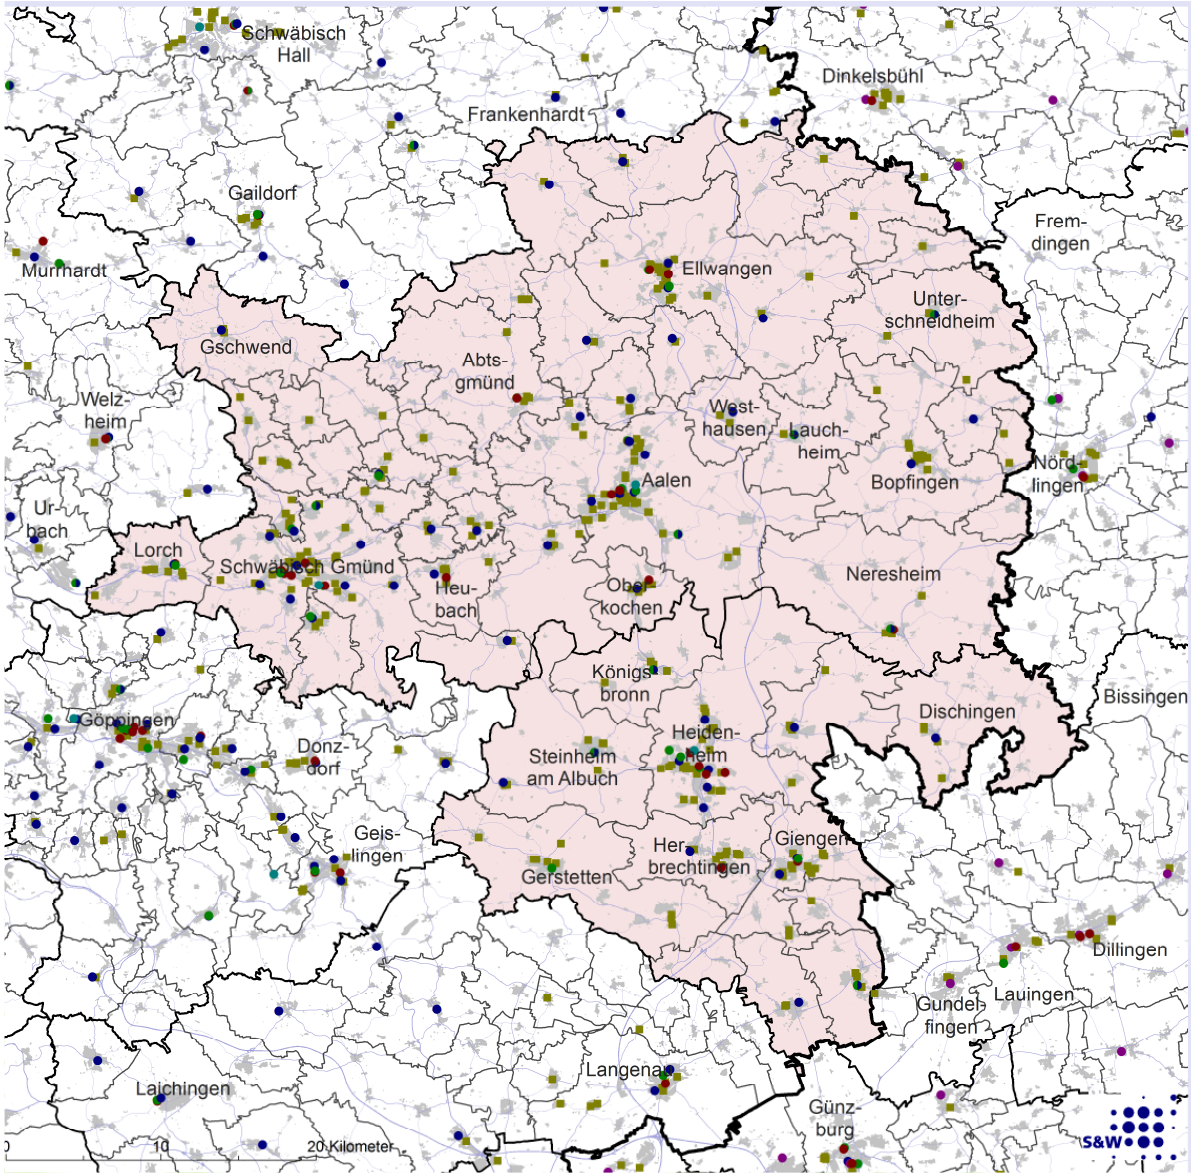 Schwäbisch
Hall
Dinkelsbühl
Frankenhardt
Gaildorf
Frem-
dingen
Murrhardt
Ellwangen
Unter-
schneidheim
Gschwend
Abts-
gmünd
Welz-
heim
West-
hausen
Lauch-
heim
Nörd-
lingen
Aalen
Bopfingen
Ur-
bach
Lorch
Schwäbisch Gmünd
Heu-
bach
Ober-
kochen
Neresheim
Königs-
bronn
Bissingen
Göppingen
Dischingen
Donz-
dorf
Heiden-
heim
Steinheim
am Albuch
Geis-
lingen
Her-
brechtingen
Giengen
Gerstetten
Dillingen
Lauingen
Gundel-
fingen
Langenau
Laichingen
Günz-
burg
S&W
0 10 20 Kilometer